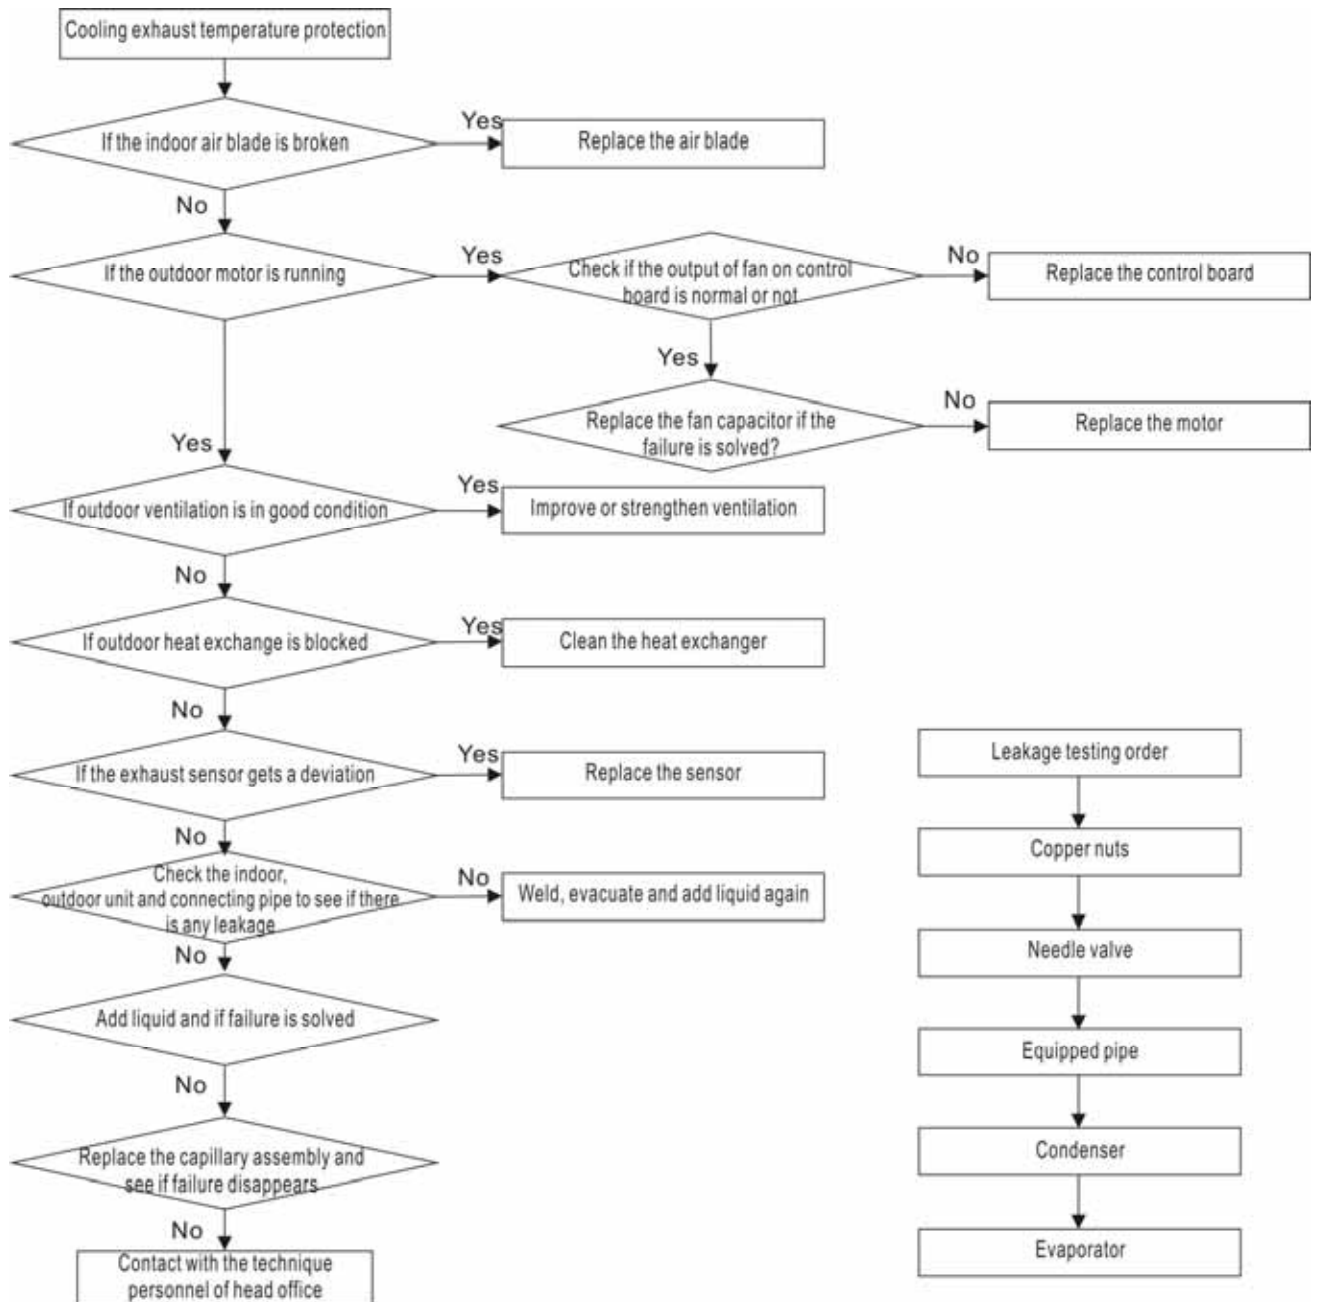 Cooling exhaust temperature protection
If the indoor air blade is broken
Yes
Replace the air blade
No
If the outdoor motor is running
Yes
Check if the output of fan on control
board is normal or not
No
Replace the control board
Yes
Replace the fan capacitor if the
failure is solved?
No
Replace the motor
Yes
If outdoor ventilation is in good condition
Yes
Improve or strengthen ventilation
No
If outdoor heat exchange is blocked
Yes
Clean the heat exchanger
No
If the exhaust sensor gets a deviation
Yes
Replace the sensor
No
Check the indoor,
outdoor unit and connecting pipe to see if there
is any leakage
No
Weld, evacuate and add liquid again
No
Add liquid and if failure is solved
No
Replace the capillary assembly and
see if failure disappears
No
Contact with the technique
personnel of head office
Leakage testing order
Copper nuts
Needle valve
Equipped pipe
Condenser
Evaporator